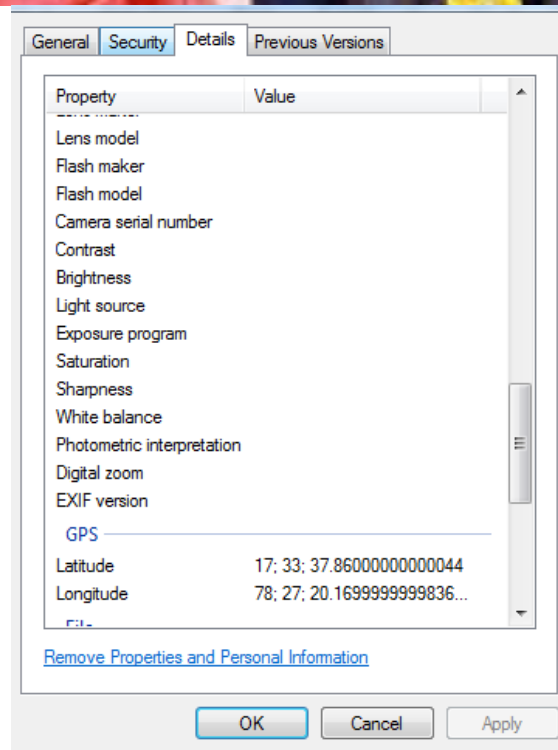 General Security Details Previous Versions
Property Value
Lens model
Flash maker
Flash model
Camera serial number
Contrast
Brightness
Light source
Exposure program
Saturation
Sharpness
White balance
Photometric interpretation
Digital zoom
EXIF version
GPS
Latitude 17; 33; 37.86000000000044
Longitude 78; 27; 20.1699999999836...
Remove Properties and Personal Information
OK Cancel Apply